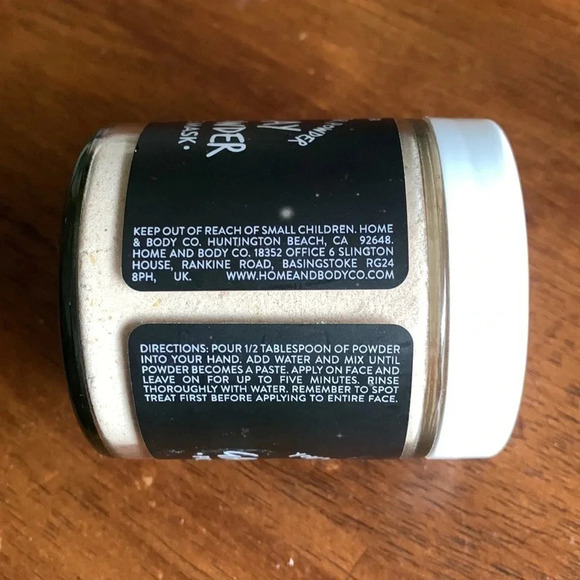 POWDER
AY
NDER
MASK •
KEEP OUT OF REACH OF SMALL CHILDREN. HOME
& BODY CO. HUNTINGTON BEACH, CA 92648.
HOME AND BODY CO. 18352 OFFICE 6 SLINGTON
HOUSE, RANKINE ROAD, BASINGSTOKE RG24
8PH, UK. WWW.HOMEANDBODYCO.COM
DIRECTIONS: POUR 1/2 TABLESPOON OF POWDER
INTO YOUR HAND. ADD WATER AND MIX UNTIL
POWDER BECOMES A PASTE. APPLY ON FACE AND
LEAVE ON FOR UP TO FIVE MINUTES. RINSE
THOROUGHLY WITH WATER. REMEMBER TO SPOT
TREAT FIRST BEFORE APPLYING TO ENTIRE FACE.